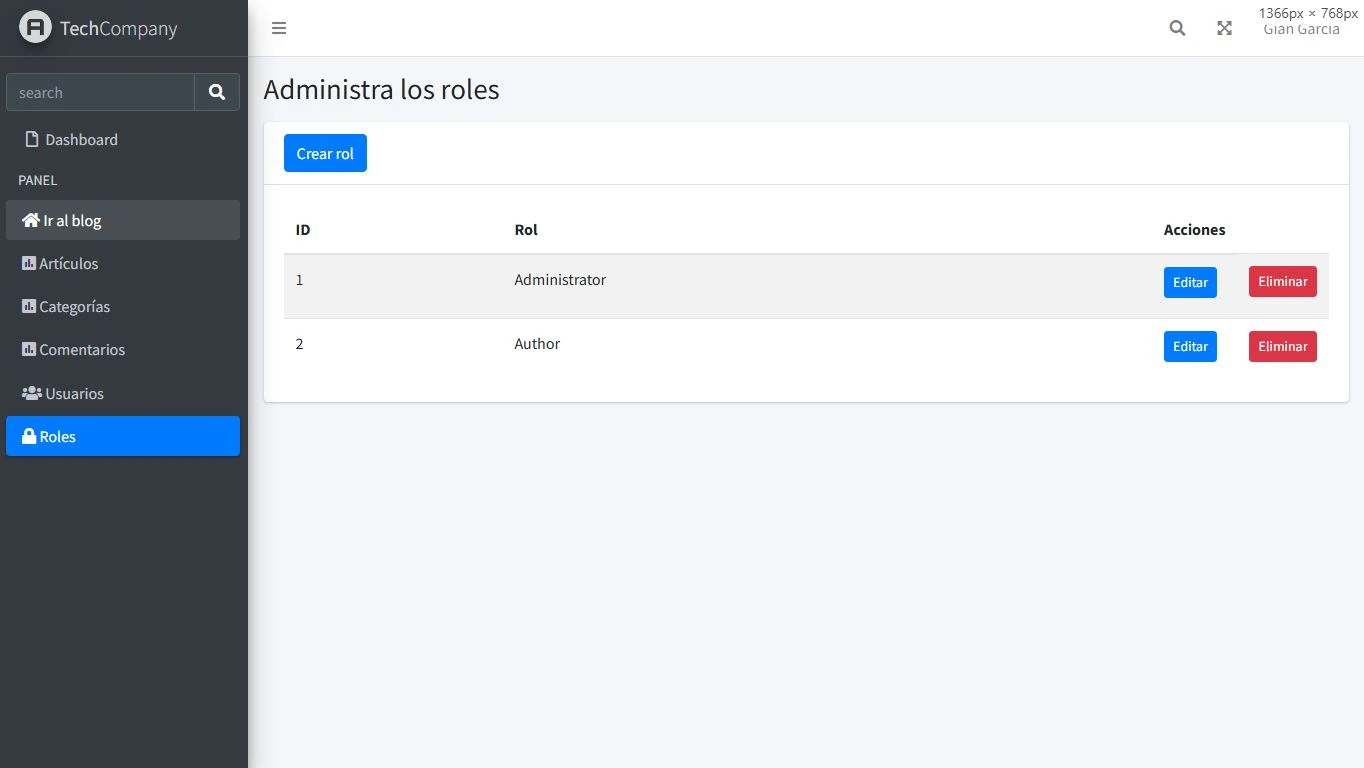 TechCompany
1366px × 768px
Gian Garcia
search
Dashboard
PANEL
Ir al blog
Artículos
Categorías
Comentarios
Usuarios
Roles
Administra los roles
Crear rol
ID Rol Acciones
1 Administrator Editar Eliminar
2 Author Editar Eliminar